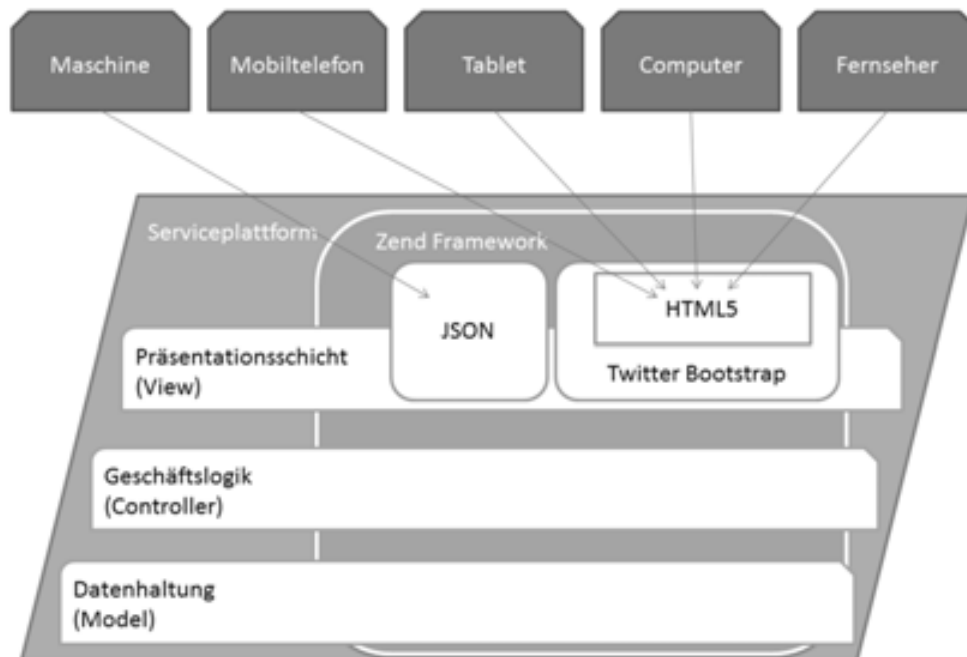 Maschine
Mobiltelefon
Tablet
Computer
Fernseher
Serviceplattform
Zend Framework
JSON
HTML5
Twitter Bootstrap
Präsentationsschicht
(View)
Geschäftslogik
(Controller)
Datenhaltung
(Model)